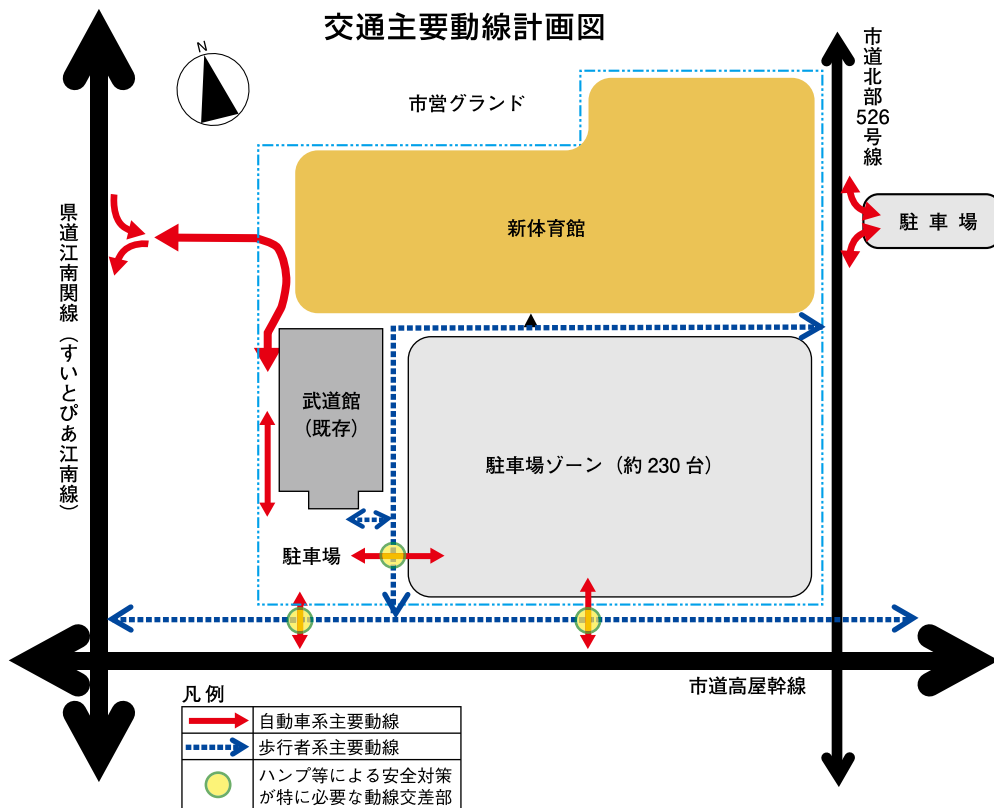 交通主要動線計画図
N
市営グランド
市道北部526号線
新体育館
駐車場
県道江南関線（すいとぴあ江南線）
武道館
（既存）
駐車場ゾーン（約230台）
駐車場
市道高屋幹線
凡例
自動車系主要動線
歩行者系主要動線
ハンプ等による安全対策
が特に必要な動線交差部